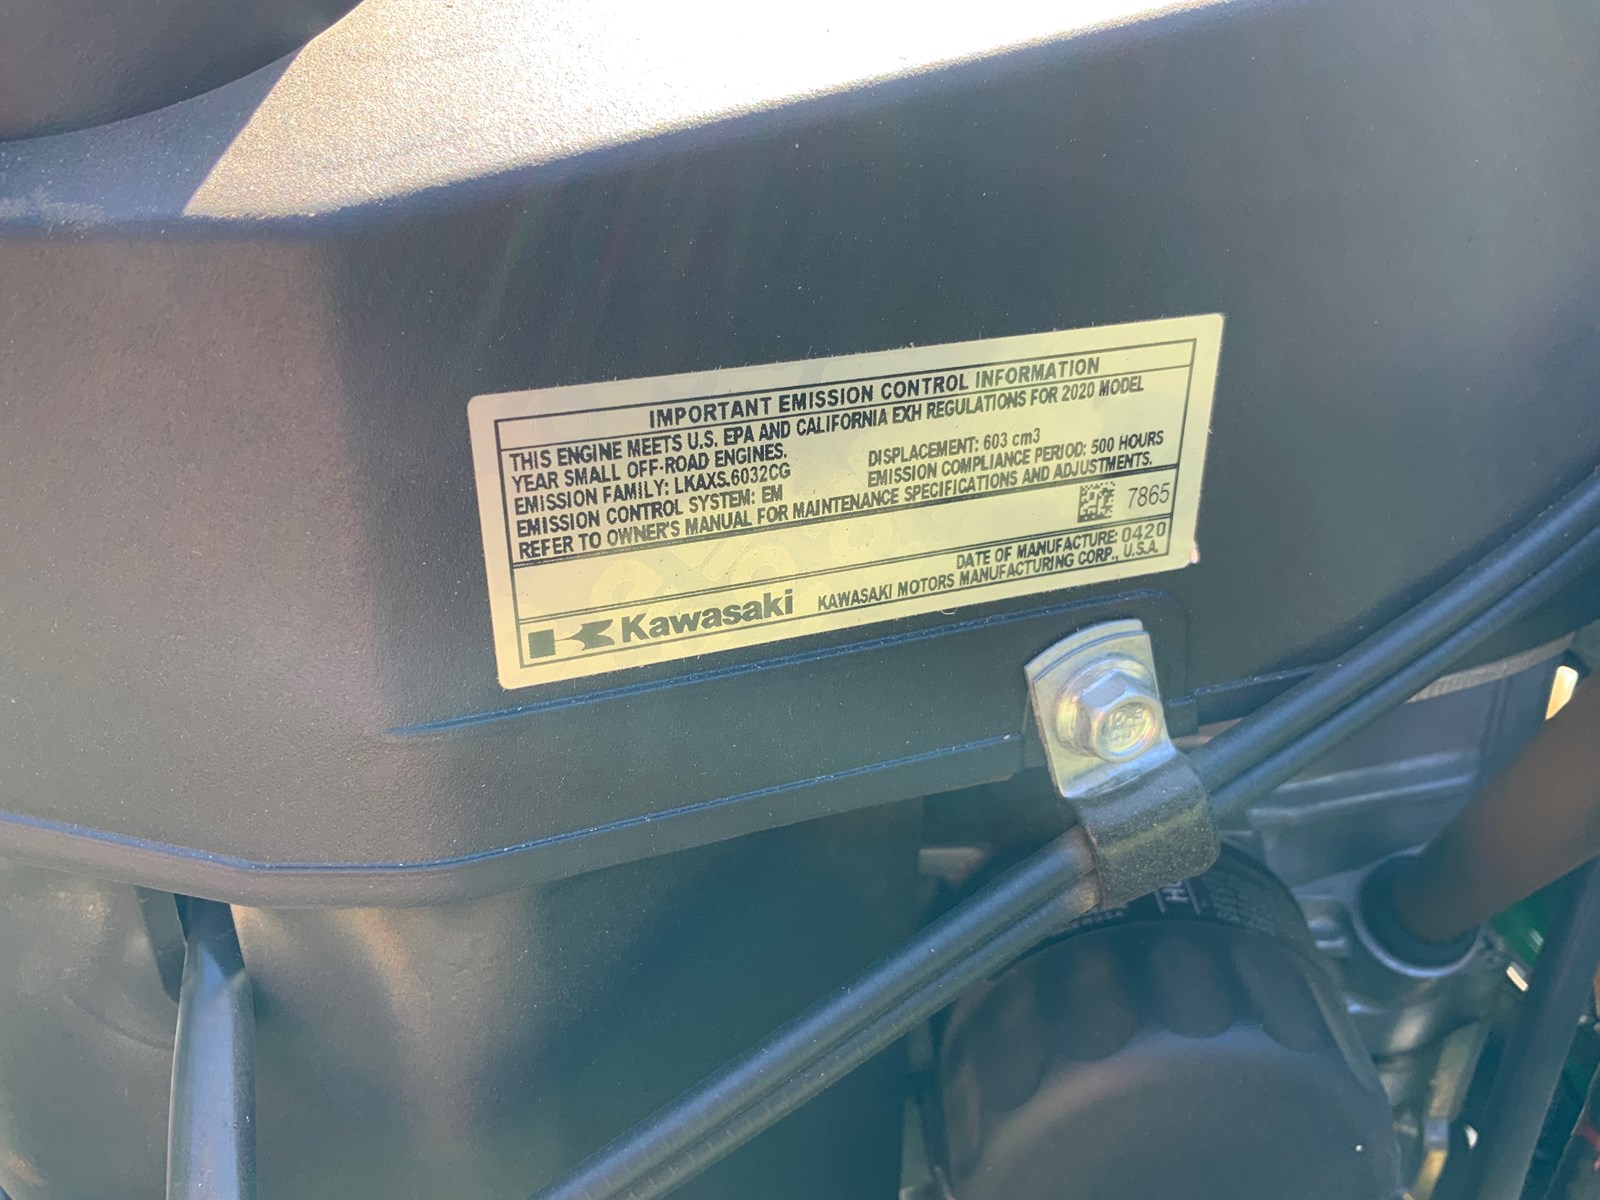 IMPORTANT EMISSION CONTROL INFORMATION
THIS ENGINE MEETS U.S. EPA AND CALIFORNIA EXH REGULATIONS FOR 2020 MODEL
YEAR SMALL OFF-ROAD ENGINES.
EMISSION FAMILY: LKAXS.6032CG DISPLACEMENT: 603 cm3
EMISSION CONTROL SYSTEM: EM EMISSION COMPLIANCE PERIOD: 500 HOURS
REFER TO OWNER'S MANUAL FOR MAINTENANCE SPECIFICATIONS AND ADJUSTMENTS.
7865
DATE OF MANUFACTURE: 0420
Kawasaki KAWASAKI MOTORS MANUFACTURING CORP., U.S.A.